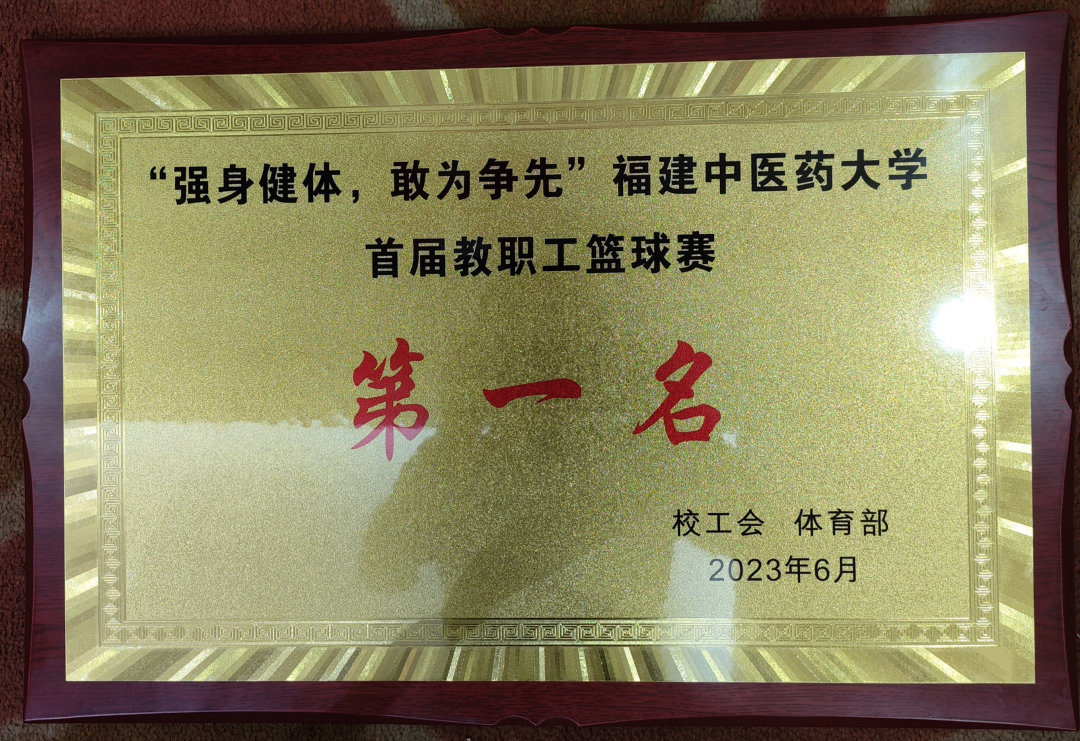 “强身健体，敢为争先”福建中医药大学
首届教职工篮球赛
第一名
校工会 体育部
2023年6月